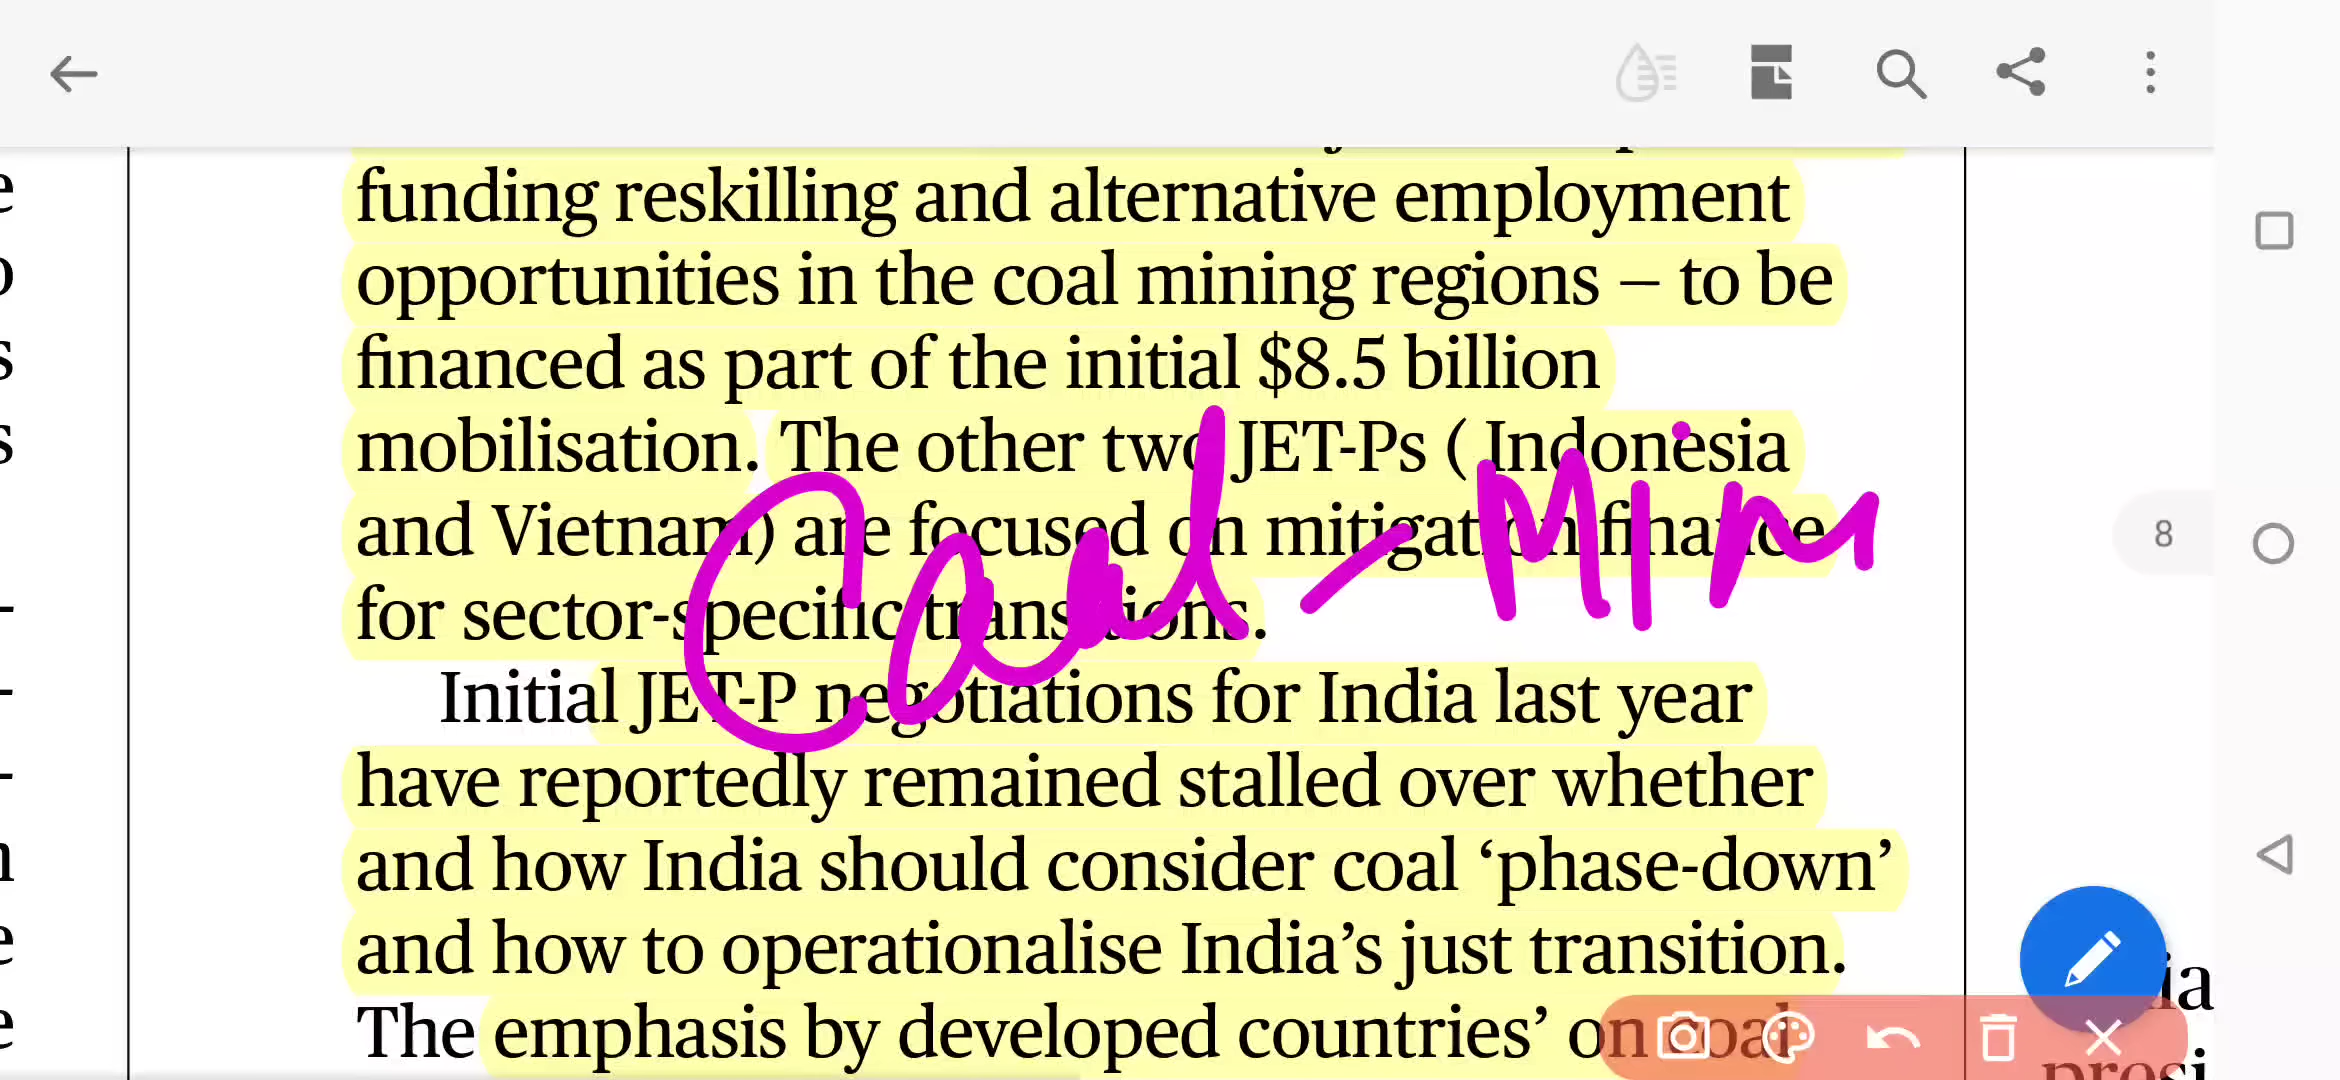 funding reskilling and alternative employment
opportunities in the coal mining regions – to be
financed as part of the initial $8.5 billion
mobilisation. The other two JET-Ps ( Indonesia
and Vietnam) are focused on mitigation finance
for sector-specific transitions.
Coal-Min
Initial JET-P negotiations for India last year
have reportedly remained stalled over whether
and how India should consider coal ‘phase-down’
and how to operationalise India’s just transition.
The emphasis by developed countries’ on coal
8